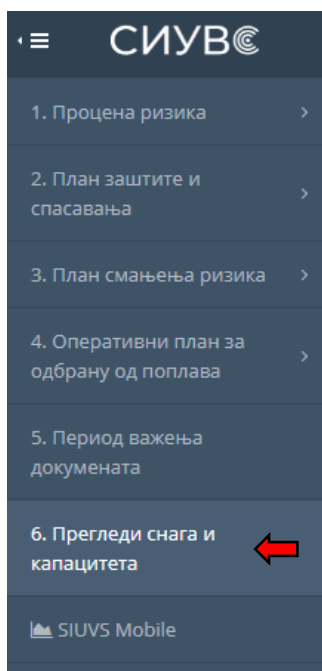 СИУВС
1. Процена ризика
2. План заштите и
спасавања
3. План смањења ризика
4. Оперативни план за
одбрану од поплава
5. Период важења
докумената
6. Прегледи снага и
капацитета
SIUVS Mobile